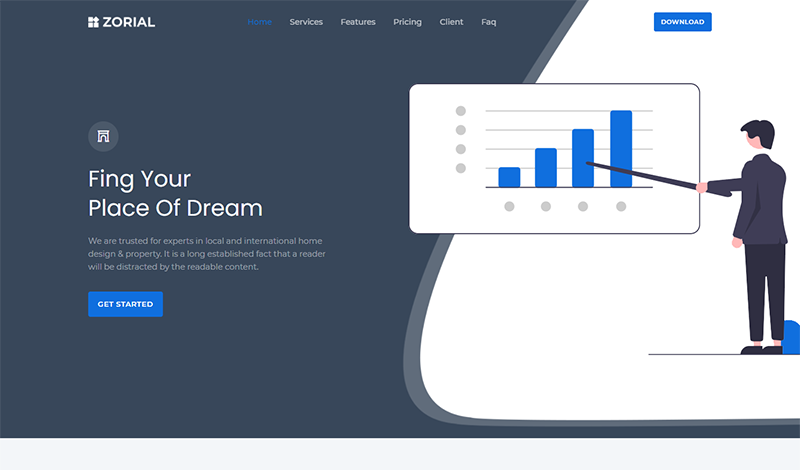 ZORIAL
Home Services Features Pricing Client Faq
DOWNLOAD
Fing Your
Place Of Dream
We are trusted for experts in local and international home
design & property. It is a long established fact that a reader
will be distracted by the readable content.
GET STARTED